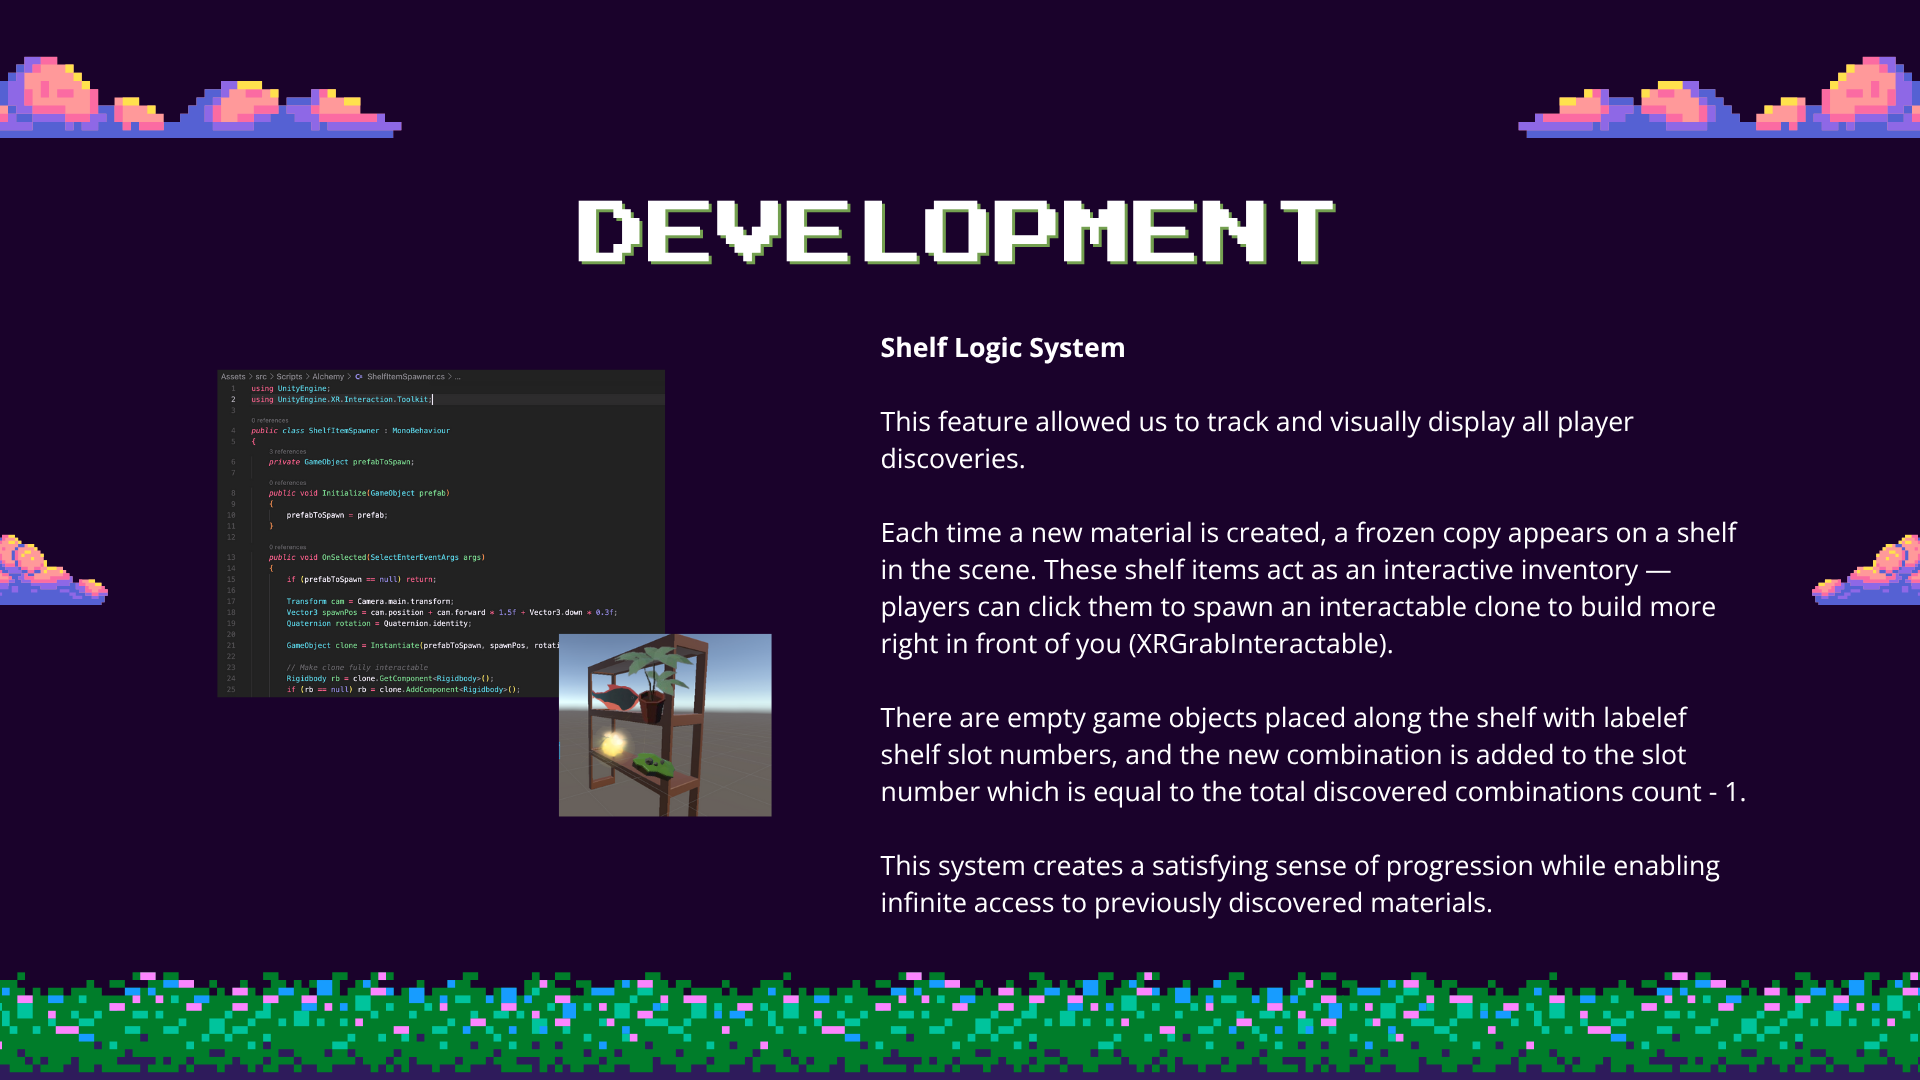 DEVELOPMENT
Assets > src > Scripts > Alchemy > ShelfItemSpawner.cs > ...
1 using UnityEngine;
2 using UnityEngine.XR.Interaction.Toolkit;
3
0 references
4 public class ShelfItemSpawner : MonoBehaviour
5 {
3 references
6 private GameObject prefabToSpawn;
7
0 references
8 public void Initialize(GameObject prefab)
9 {
10 prefabToSpawn = prefab;
11 }
12
0 references
13 public void OnSelected(SelectEnterEventArgs args)
14 {
15 if (prefabToSpawn == null) return;
16
17 Transform cam = Camera.main.transform;
18 Vector3 spawnPos = cam.position + cam.forward * 1.5f + Vector3.down * 0.3f;
19 Quaternion rotation = Quaternion.identity;
20
21 GameObject clone = Instantiate(prefabToSpawn, spawnPos, rotati
22
23 // Make clone fully interactable
24 Rigidbody rb = clone.GetComponent<Rigidbody>();
25 if (rb == null) rb = clone.AddComponent<Rigidbody>();
Shelf Logic System
This feature allowed us to track and visually display all player
discoveries.
Each time a new material is created, a frozen copy appears on a shelf
in the scene. These shelf items act as an interactive inventory —
players can click them to spawn an interactable clone to build more
right in front of you (XRGrabInteractable).
There are empty game objects placed along the shelf with labelef
shelf slot numbers, and the new combination is added to the slot
number which is equal to the total discovered combinations count - 1.
This system creates a satisfying sense of progression while enabling
infinite access to previously discovered materials.